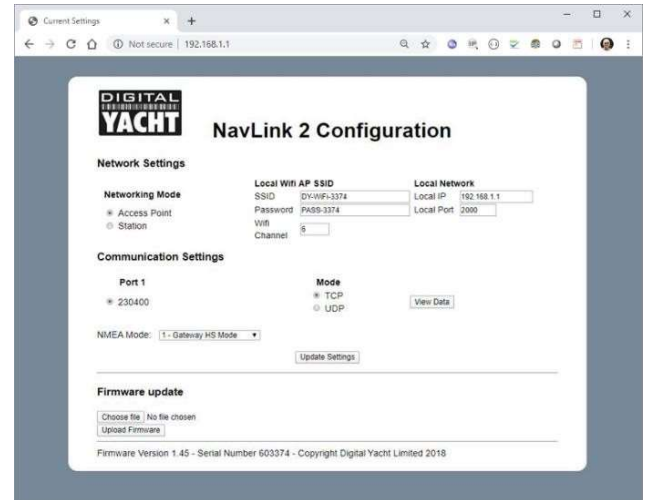 Current Settings
Not secure | 192.168.1.1
DIGITAL
YACHT
NavLink 2 Configuration
Network Settings
Local Wifi AP SSID
Local Network
Networking Mode
SSID DY-WiFi-3374
Local IP 192.168.1.1
Access Point
Password PASS-3374
Local Port 2000
Station
Wifi
Channel 6
Communication Settings
Port 1
Mode
230400
TCP
UDP
View Data
NMEA Mode: 1 - Gateway HS Mode
Update Settings
Firmware update
Choose file No file chosen
Upload Firmware
Firmware Version 1.45 - Serial Number 603374 - Copyright Digital Yacht Limited 2018